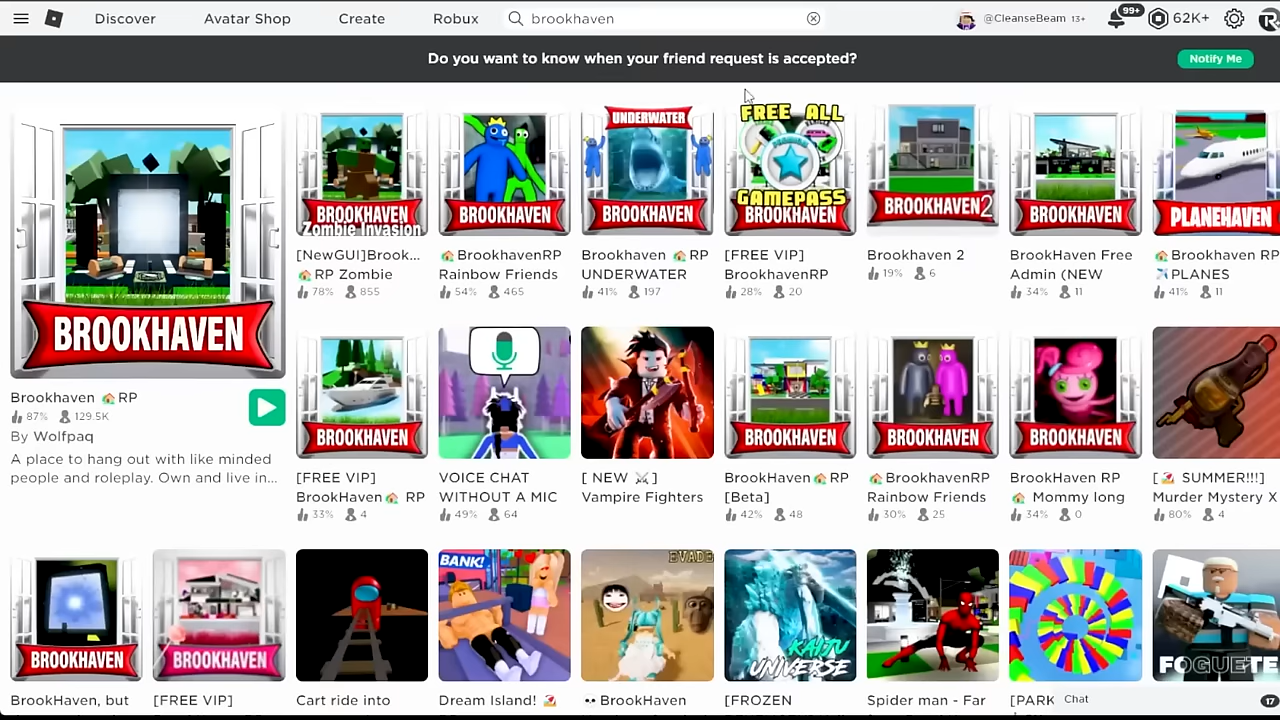 Discover Avatar Shop Create Robux brookhaven @CleanseBeam 13+ 99+ 62K+
Do you want to know when your friend request is accepted? Notify Me
BROOKHAVEN
Brookhaven 🏠RP
87% 129.5K
By Wolfpaq
A place to hang out with like minded
people and roleplay. Own and live in...
BROOKHAVEN
Zombie Invasion
[NewGUI]Brook...
🏠RP Zombie
78% 855
BROOKHAVEN
🏠BrookhavenRP
Rainbow Friends
54% 465
UNDERWATER
BROOKHAVEN
Brookhaven 🏠RP
UNDERWATER
41% 197
FREE ALL
GAMEPASS
BROOKHAVEN
[FREE VIP]
BrookhavenRP
28% 20
BROOKHAVEN2
Brookhaven 2
19% 6
BROOKHAVEN
BrookHaven Free
Admin (NEW
34% 11
PLANEHAVEN
Brookhaven RP
✈️PLANES
41% 11
BROOKHAVEN
[FREE VIP]
BrookHaven🏠 RP
33% 4
VOICE CHAT
WITHOUT A MIC
49% 64
[ NEW ⚔️ ]
Vampire Fighters
BROOKHAVEN
BrookHaven🏠RP
[Beta]
42% 48
BROOKHAVEN
🏠BrookhavenRP
Rainbow Friends
30% 25
BROOKHAVEN
BrookHaven RP
🏠 Mommy long
34% 0
[🏖️ SUMMER!!!]
Murder Mystery X
80% 4
BROOKHAVEN
BrookHaven, but
BROOKHAVEN
[FREE VIP]
Cart ride into
BANK!
Dream Island! 🏖️
EVADE
💀BrookHaven
KAIJU
UNIVERSE
[FROZEN
Spider man - Far
[PARK
FOGUETE
Chat 17